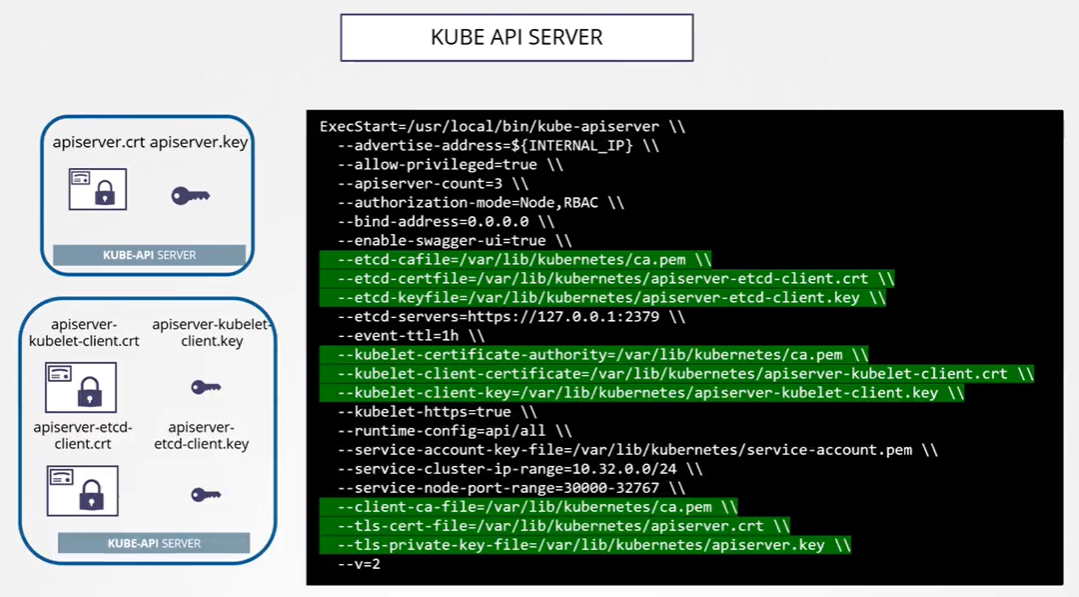 KUBE API SERVER
apiserver.crt apiserver.key
KUBE-API SERVER
apiserver-kubelet-client.crt
apiserver-kubelet-client.key
apiserver-etcd-client.crt
apiserver-etcd-client.key
KUBE-API SERVER
ExecStart=/usr/local/bin/kube-apiserver \\
--advertise-address=${INTERNAL_IP} \\
--allow-privileged=true \\
--apiserver-count=3 \\
--authorization-mode=Node,RBAC \\
--bind-address=0.0.0.0 \\
--enable-swagger-ui=true \\
--etcd-cafile=/var/lib/kubernetes/ca.pem \\
--etcd-certfile=/var/lib/kubernetes/apiserver-etcd-client.crt \\
--etcd-keyfile=/var/lib/kubernetes/apiserver-etcd-client.key \\
--etcd-servers=https://127.0.0.1:2379 \\
--event-ttl=1h \\
--kubelet-certificate-authority=/var/lib/kubernetes/ca.pem \\
--kubelet-client-certificate=/var/lib/kubernetes/apiserver-kubelet-client.crt \\
--kubelet-client-key=/var/lib/kubernetes/apiserver-kubelet-client.key \\
--kubelet-https=true \\
--runtime-config=api/all \\
--service-account-key-file=/var/lib/kubernetes/service-account.pem \\
--service-cluster-ip-range=10.32.0.0/24 \\
--service-node-port-range=30000-32767 \\
--client-ca-file=/var/lib/kubernetes/ca.pem \\
--tls-cert-file=/var/lib/kubernetes/apiserver.crt \\
--tls-private-key-file=/var/lib/kubernetes/apiserver.key \\
--v=2